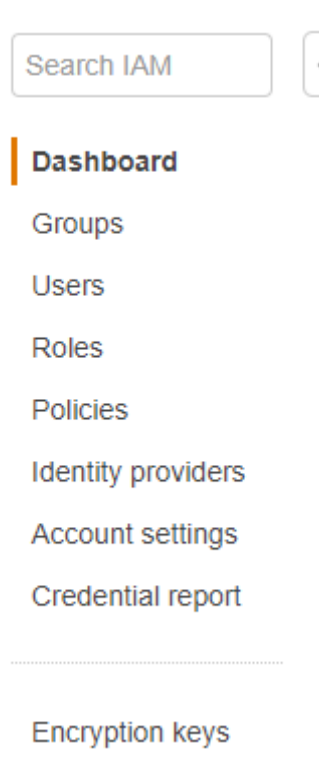 Search IAM
Dashboard
Groups
Users
Roles
Policies
Identity providers
Account settings
Credential report
Encryption keys